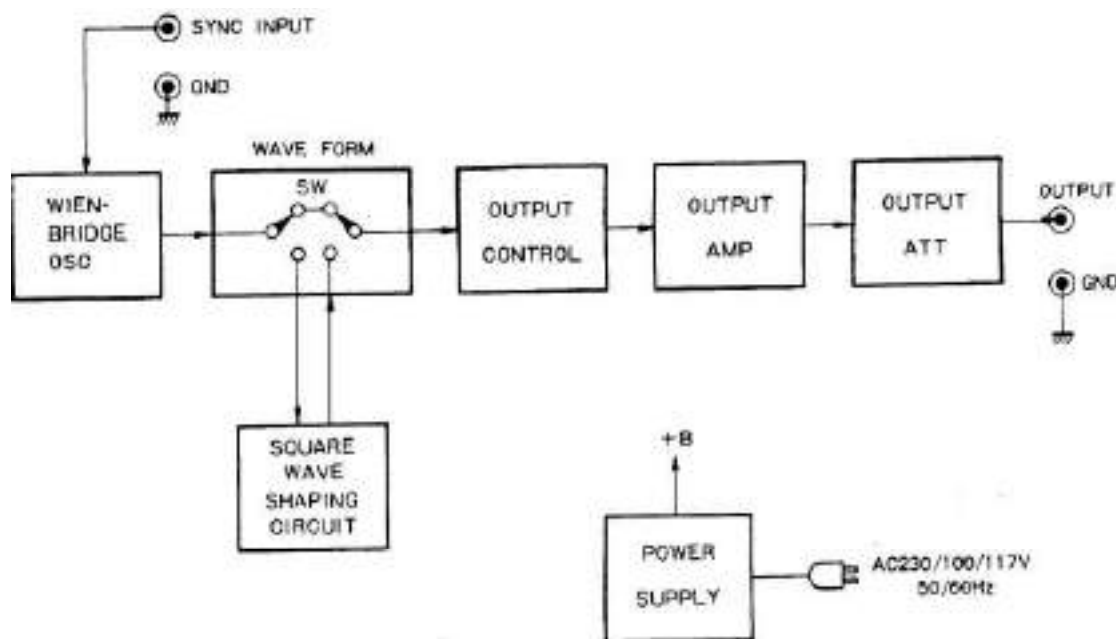 SYNC INPUT
GND
WAVE FORM
WIEN-
BRIDGE
OSC
SW
OUTPUT
CONTROL
OUTPUT
AMP
OUTPUT
ATT
OUTPUT
GND
SQUARE
WAVE
SHAPING
CIRCUIT
+B
POWER
SUPPLY
AC230/100/117V
50/60Hz